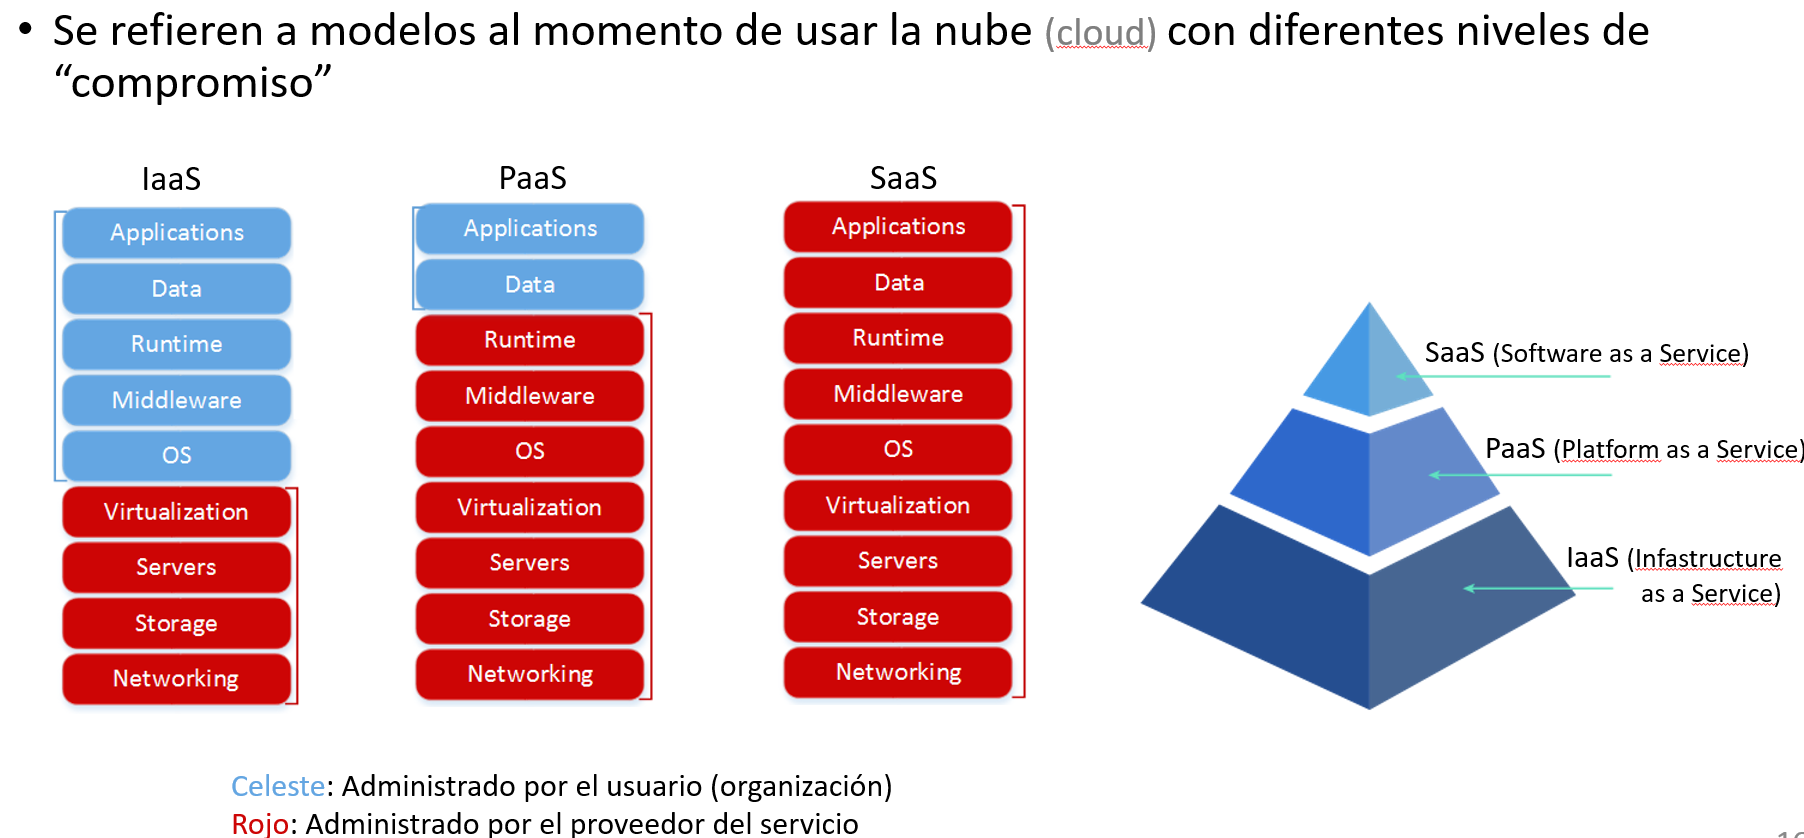 • Se refieren a modelos al momento de usar la nube (cloud) con diferentes niveles de
“compromiso”
IaaS
Applications
Data
Runtime
Middleware
OS
Virtualization
Servers
Storage
Networking
PaaS
Applications
Data
Runtime
Middleware
OS
Virtualization
Servers
Storage
Networking
SaaS
Applications
Data
Runtime
Middleware
OS
Virtualization
Servers
Storage
Networking
SaaS (Software as a Service)
PaaS (Platform as a Service)
IaaS (Infastructure
as a Service)
Celeste: Administrado por el usuario (organización)
Rojo: Administrado por el proveedor del servicio